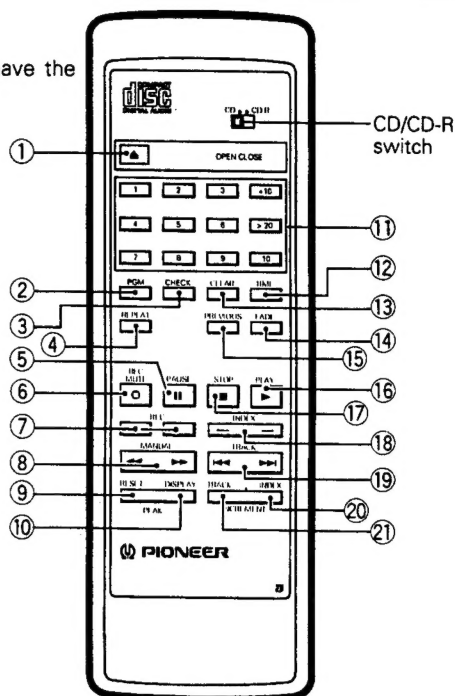 ave the
COMPACT
disc
DIGITAL AUDIO
CD CD R
CD/CD-R
switch
① OPEN CLOSE
1 2 3 +10
4 5 6 >20
⑪
7 8 9 10
⑫
② PGM CHECK CLEAR TIME
⑬
③
REPEAT PREVIOUS FADE
④ ⑭
⑮
⑤
REC
MUTE PAUSE STOP PLAY
⑥ ⑯
⑰
REC INDEX
⑦ ⑱
MANUAL TRACK
⑧ ⑲
RESET DISPLAY TRACK INDEX
⑨ ⑳
PEAK INCREMENT
⑩ ㉑
PIONEER